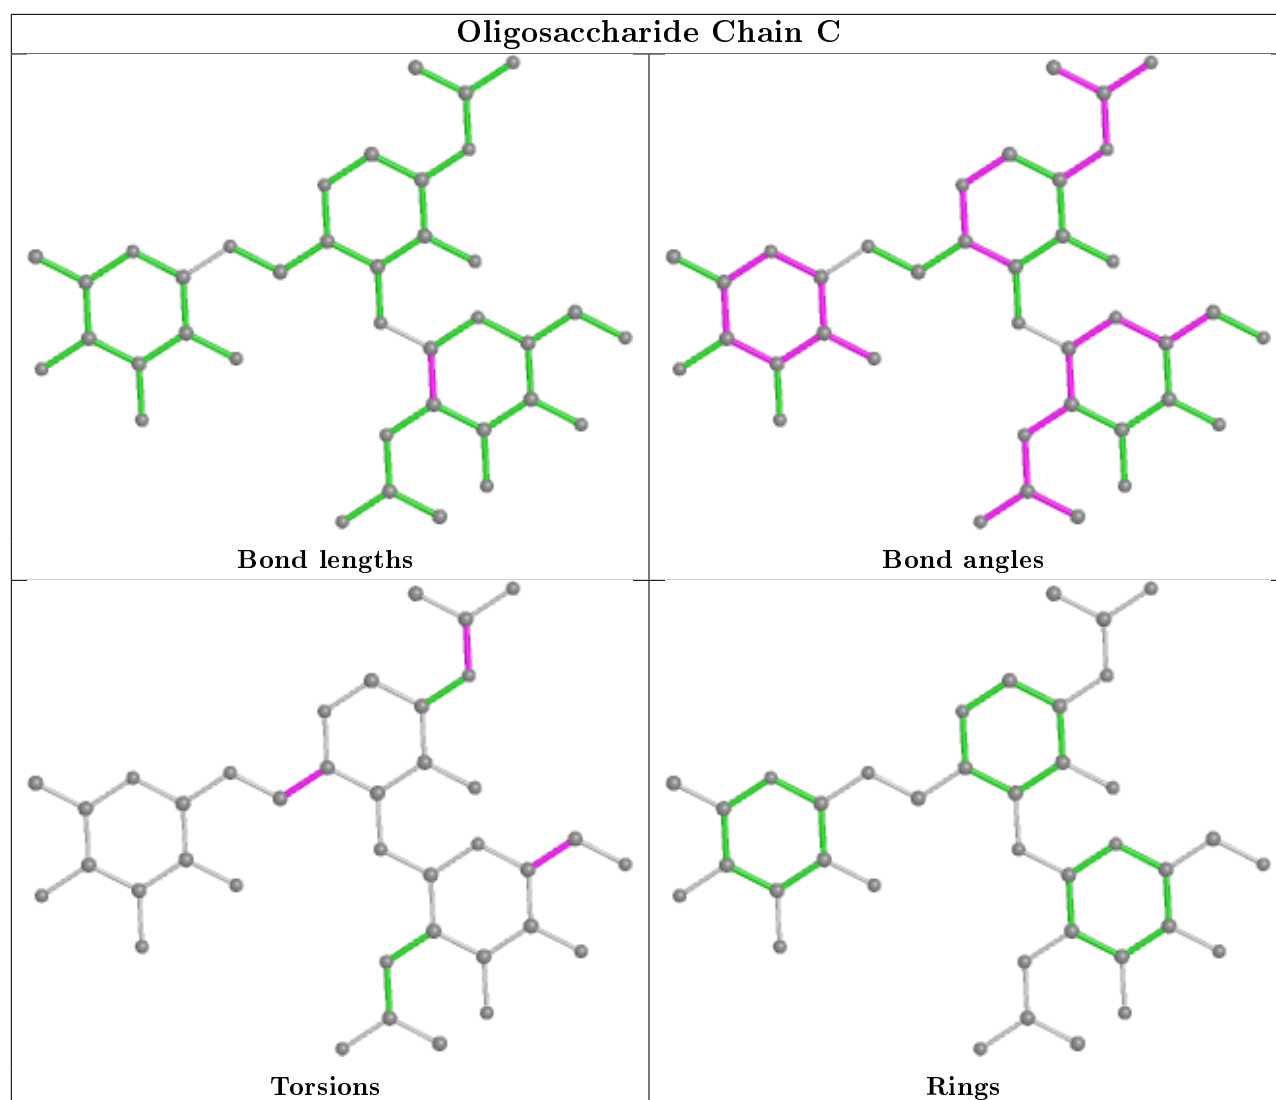 Oligosaccharide Chain C
Bond lengths
Bond angles
Torsions
Rings